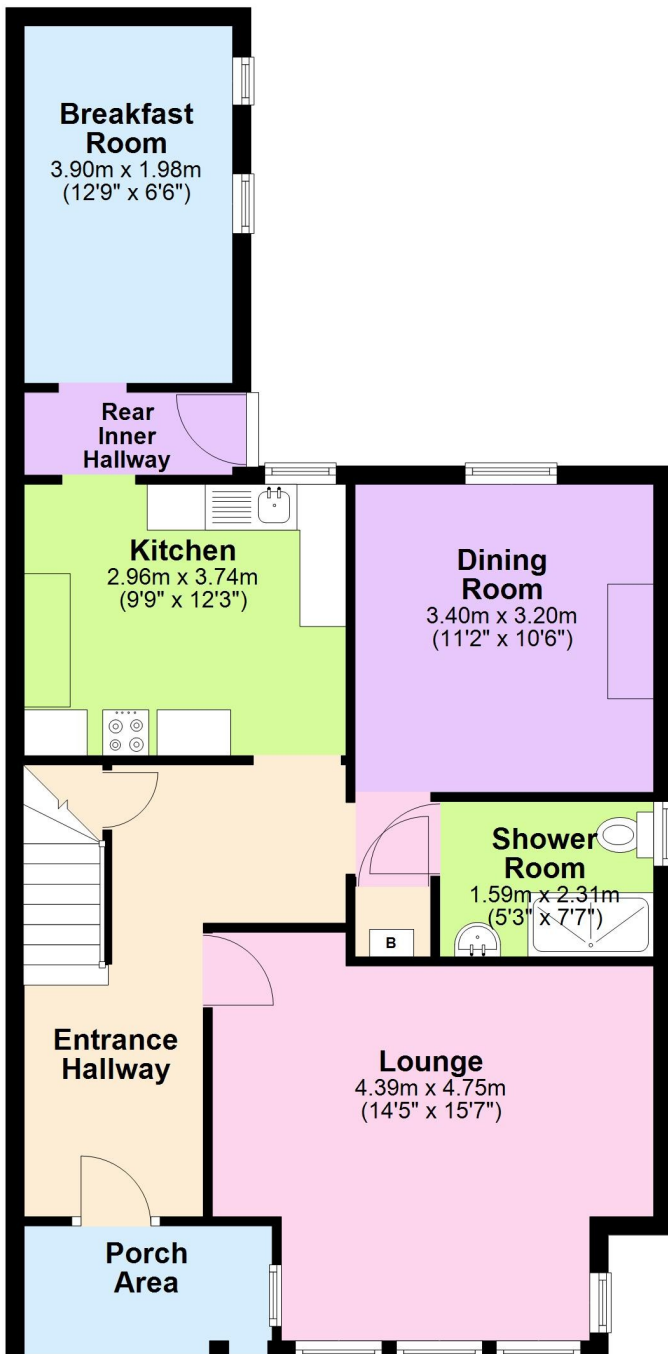 Breakfast
Room
3.90m x 1.98m
(12'9" x 6'6")
Rear
Inner
Hallway
Kitchen
2.96m x 3.74m
(9'9" x 12'3")
Dining
Room
3.40m x 3.20m
(11'2" x 10'6")
Shower
Room
1.59m x 2.31m
(5'3" x 7'7")
B
Entrance
Hallway
Lounge
4.39m x 4.75m
(14'5" x 15'7")
Porch
Area